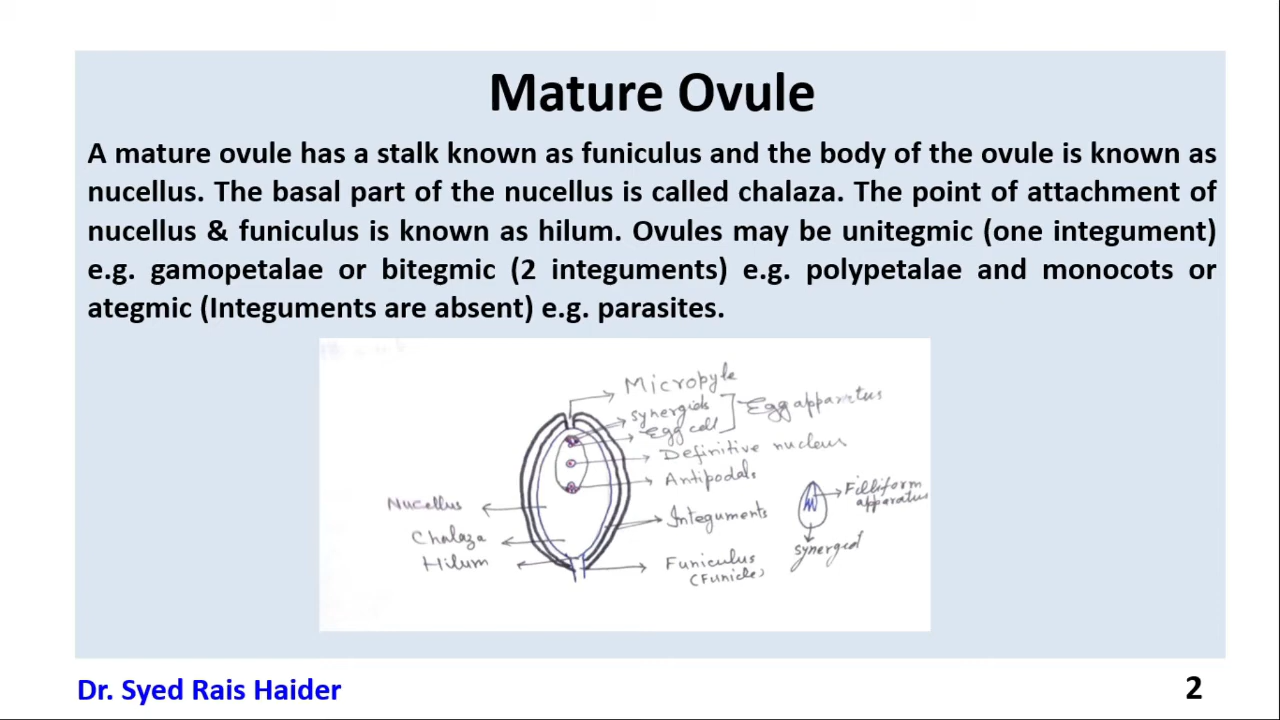 Mature Ovule
A mature ovule has a stalk known as funiculus and the body of the ovule is known as
nucellus. The basal part of the nucellus is called chalaza. The point of attachment of
nucellus & funiculus is known as hilum. Ovules may be unitegmic (one integument)
e.g. gamopetalae or bitegmic (2 integuments) e.g. polypetalae and monocots or
ategmic (Integuments are absent) e.g. parasites.
Micropyle
Synergids
Egg cell
Egg apparatus
Definitive nucleus
Antipodals
Nucellus
Chalaza
Hilum
Integuments
Funiculus
(Funicle)
Filliform
apparatus
Synergid
Dr. Syed Rais Haider
2